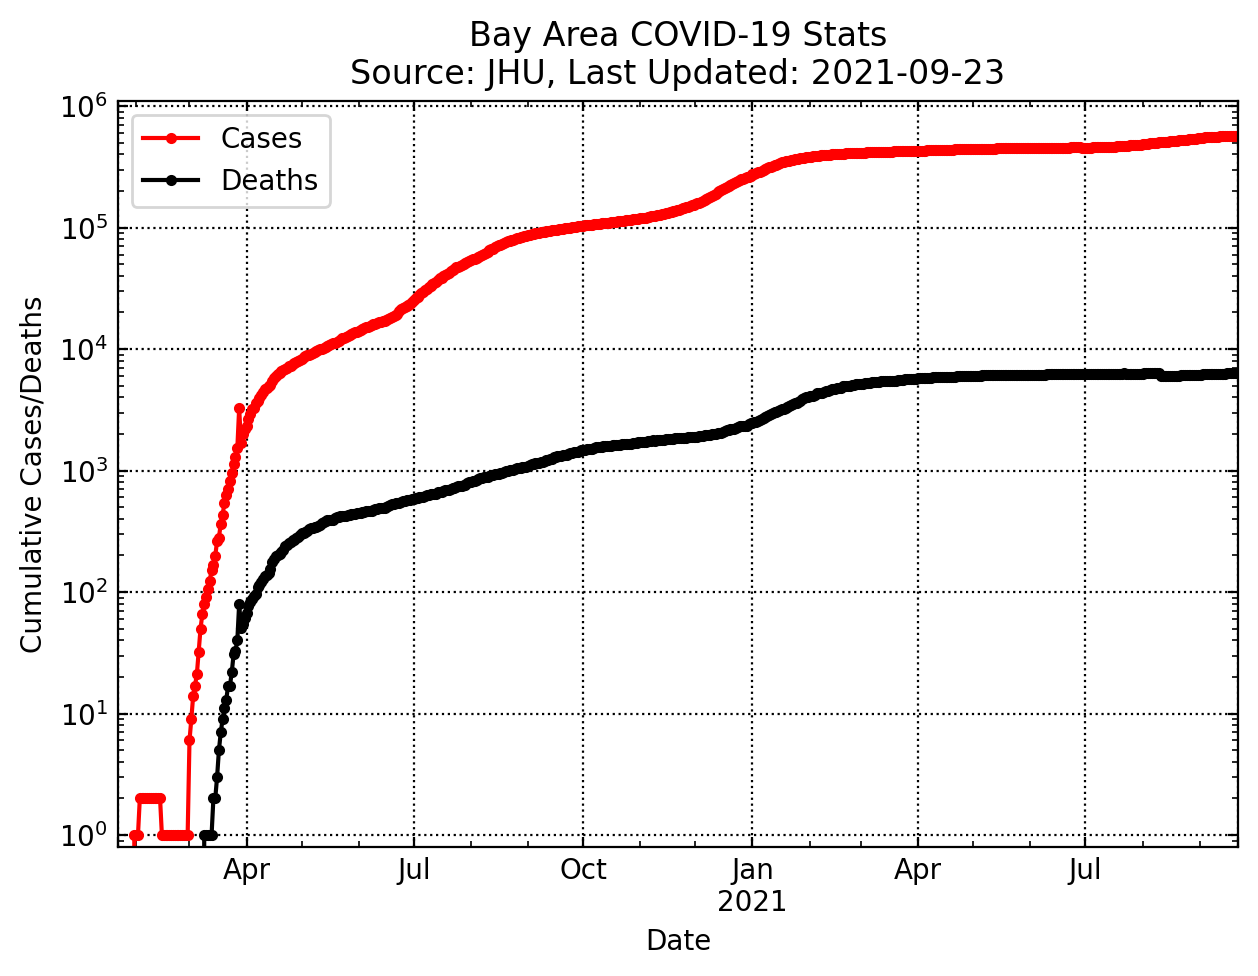 Bay Area COVID-19 Stats
Source: JHU, Last Updated: 2021-09-23
Cases
Deaths
10⁶
10⁵
10⁴
10³
10²
10¹
10⁰
Cumulative Cases/Deaths
Apr Jul Oct Jan Apr Jul
2021
Date